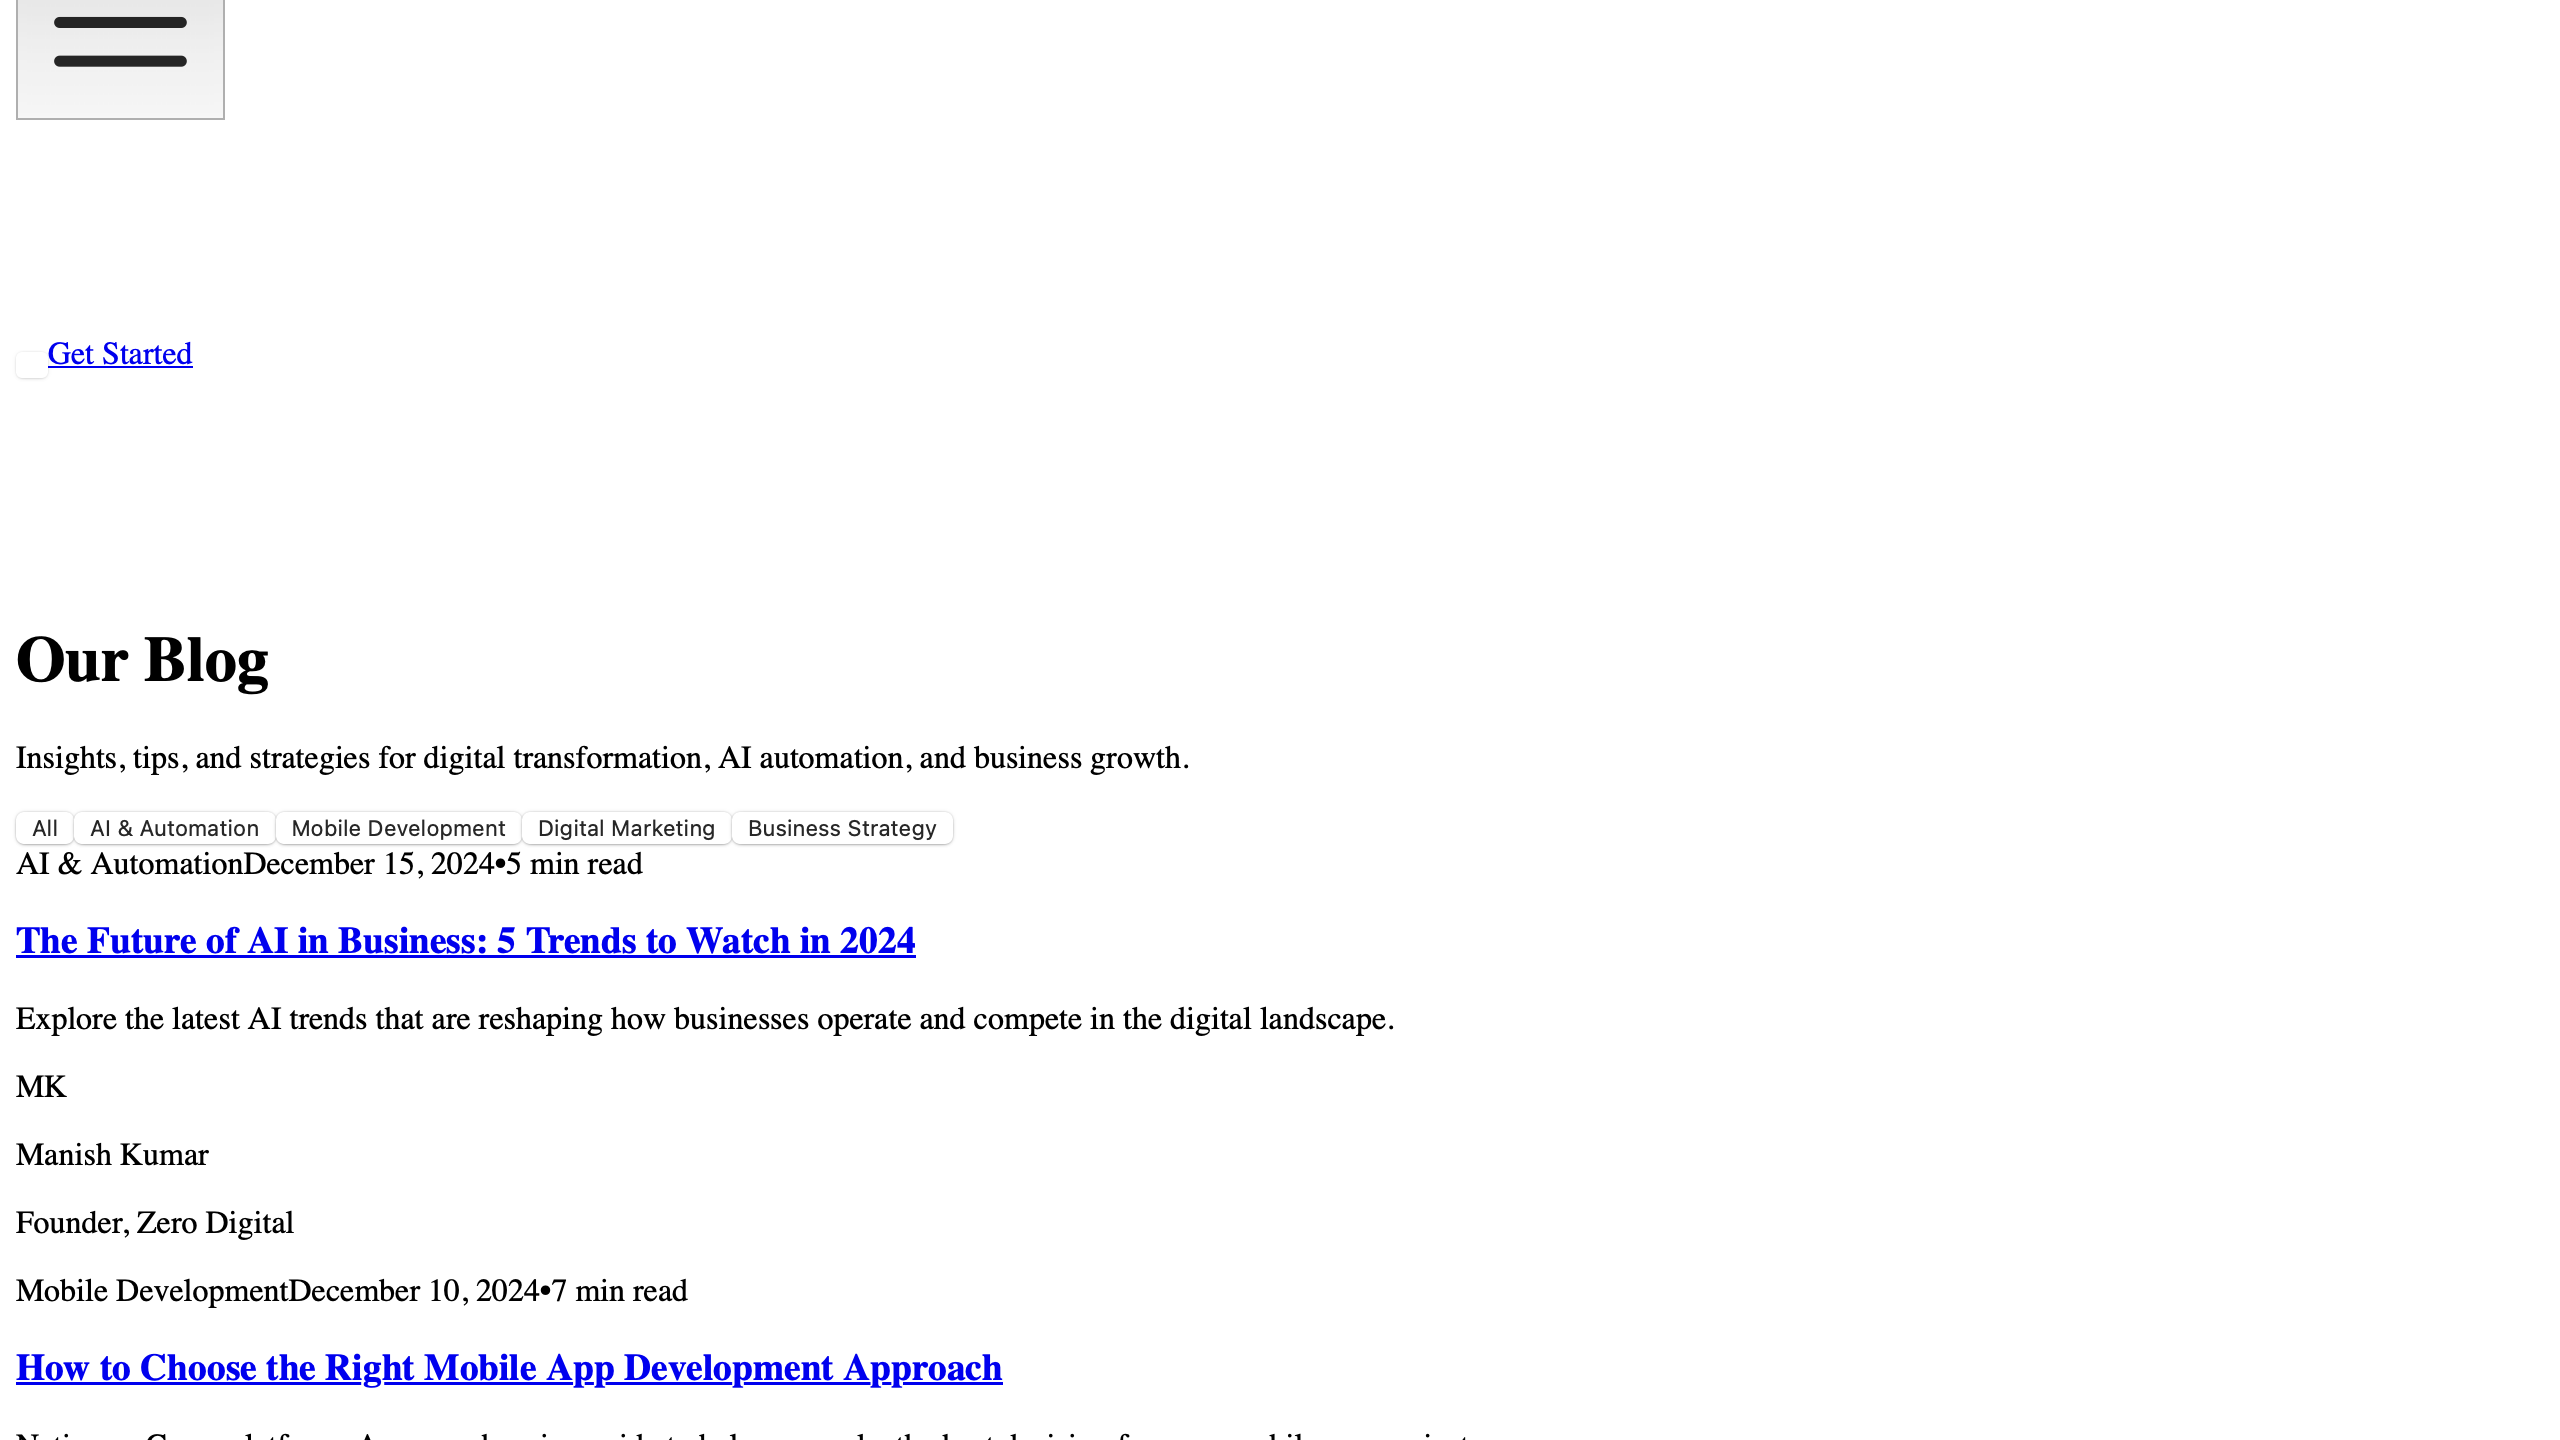 Get Started
Our Blog
Insights, tips, and strategies for digital transformation, AI automation, and business growth.
All AI & Automation Mobile Development Digital Marketing Business Strategy
AI & AutomationDecember 15, 2024•5 min read
The Future of AI in Business: 5 Trends to Watch in 2024
Explore the latest AI trends that are reshaping how businesses operate and compete in the digital landscape.
MK
Manish Kumar
Founder, Zero Digital
Mobile DevelopmentDecember 10, 2024•7 min read
How to Choose the Right Mobile App Development Approach